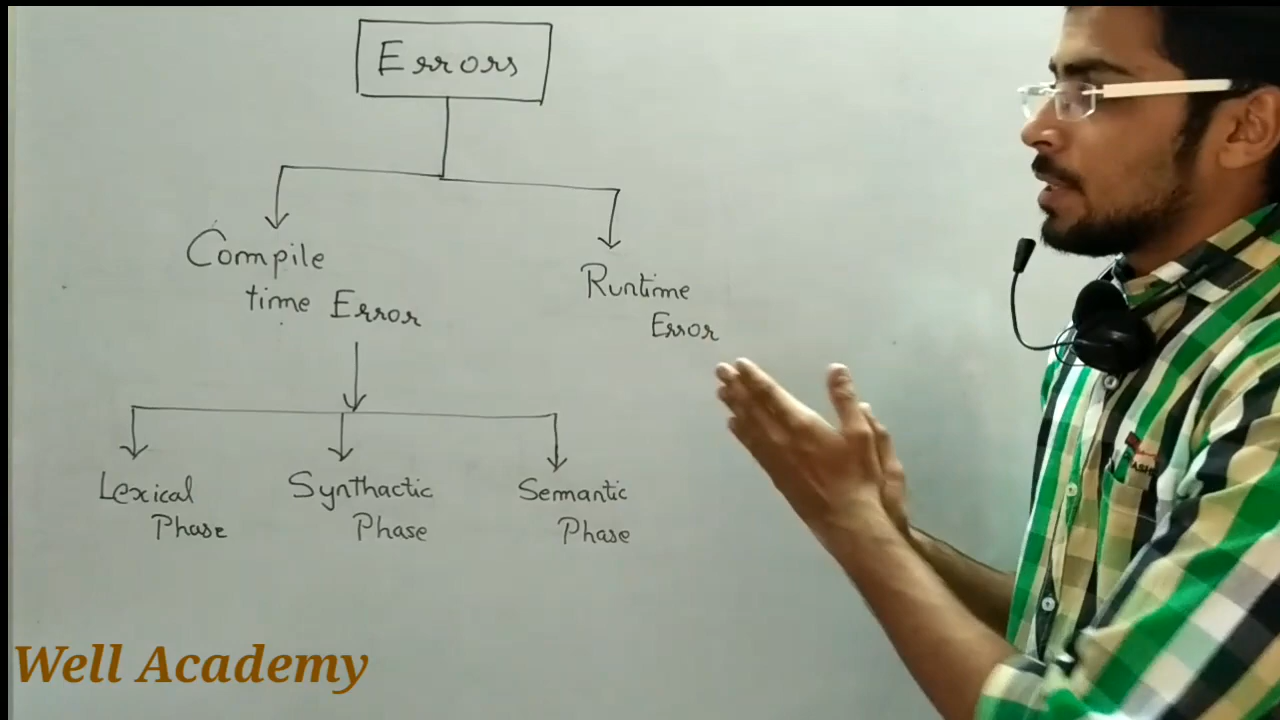 Errors
Compile
time Error
Runtime
Error
Lexical
Phase
Synthactic
Phase
Semantic
Phase
Well Academy